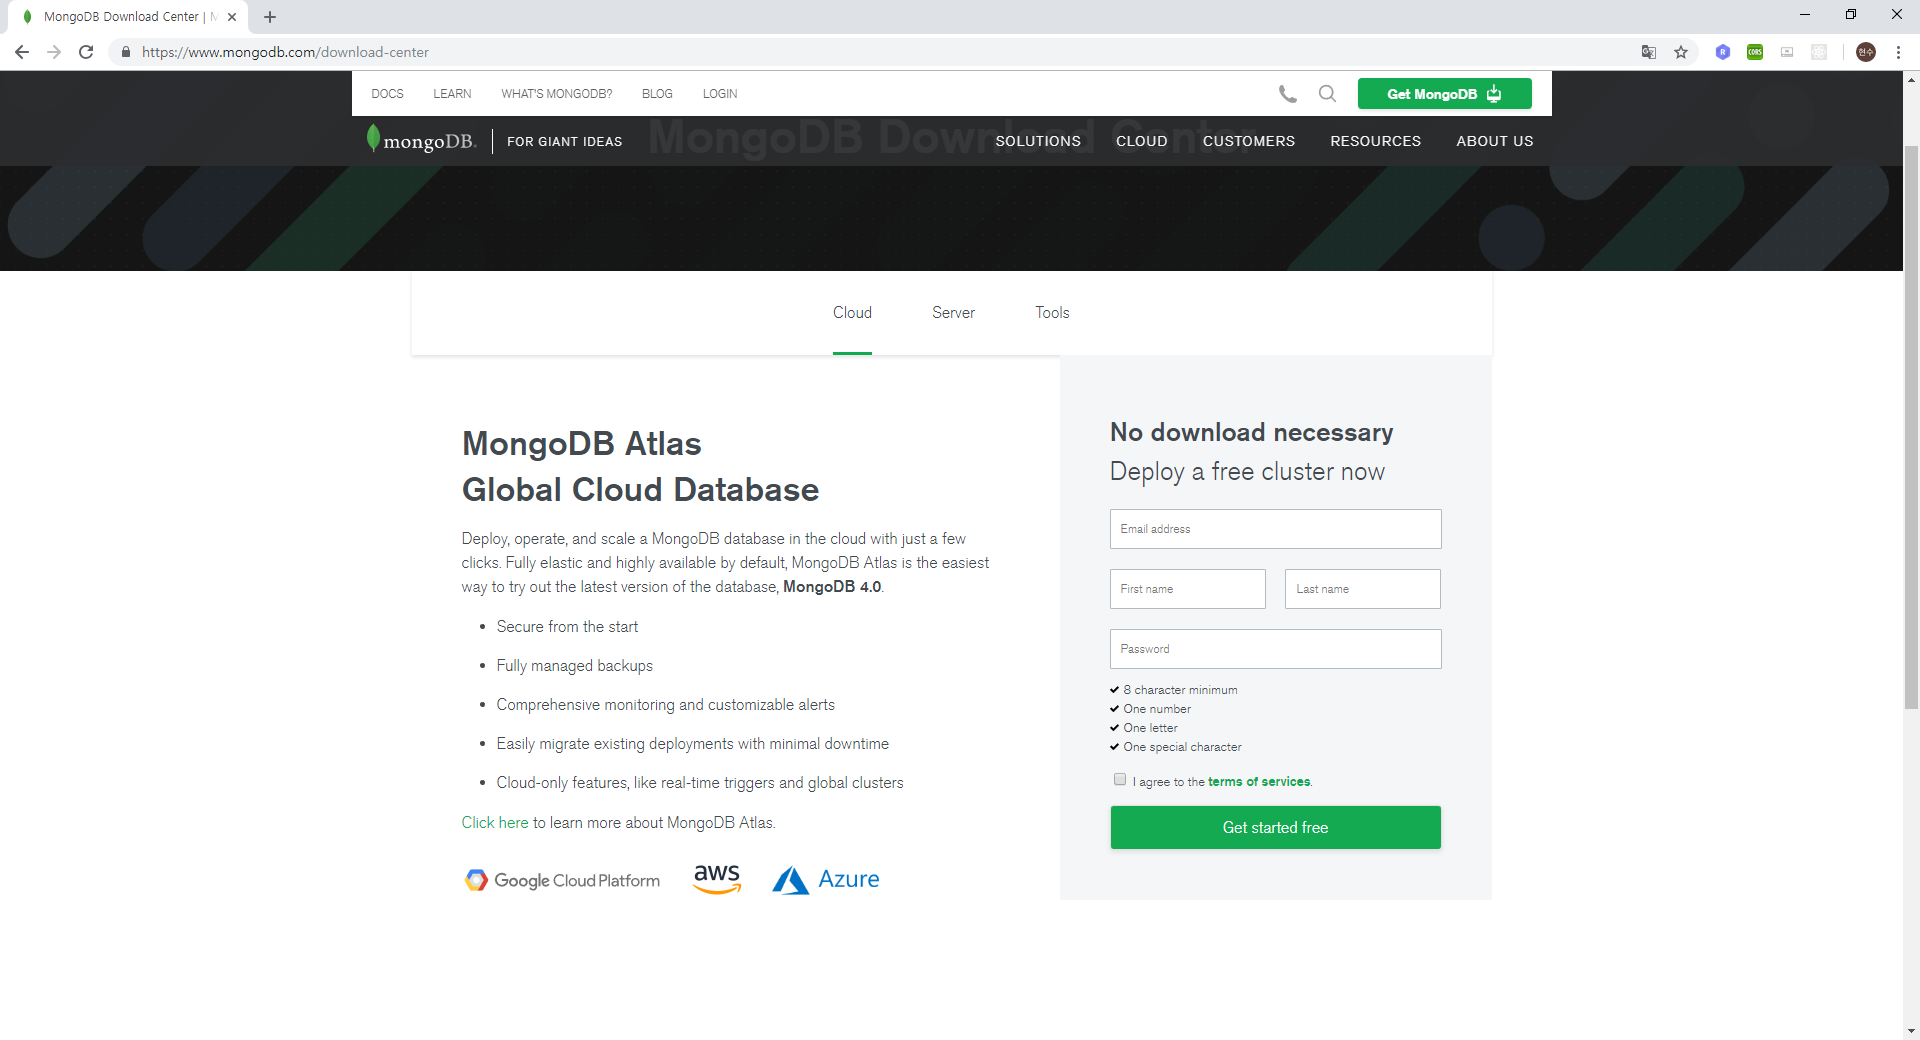 MongoDB Download Center | M
https://www.mongodb.com/download-center
CORS
현수
DOCS LEARN WHAT'S MONGODB? BLOG LOGIN
Get MongoDB
mongoDB. FOR GIANT IDEAS
MongoDB Download Center
SOLUTIONS CLOUD CUSTOMERS RESOURCES ABOUT US
Cloud Server Tools
MongoDB Atlas
Global Cloud Database
Deploy, operate, and scale a MongoDB database in the cloud with just a few
clicks. Fully elastic and highly available by default, MongoDB Atlas is the easiest
way to try out the latest version of the database, MongoDB 4.0.
• Secure from the start
• Fully managed backups
• Comprehensive monitoring and customizable alerts
• Easily migrate existing deployments with minimal downtime
• Cloud-only features, like real-time triggers and global clusters
Click here to learn more about MongoDB Atlas.
Google Cloud Platform aws Azure
No download necessary
Deploy a free cluster now
Email address
First name Last name
Password
✔ 8 character minimum
✔ One number
✔ One letter
✔ One special character
I agree to the terms of services.
Get started free